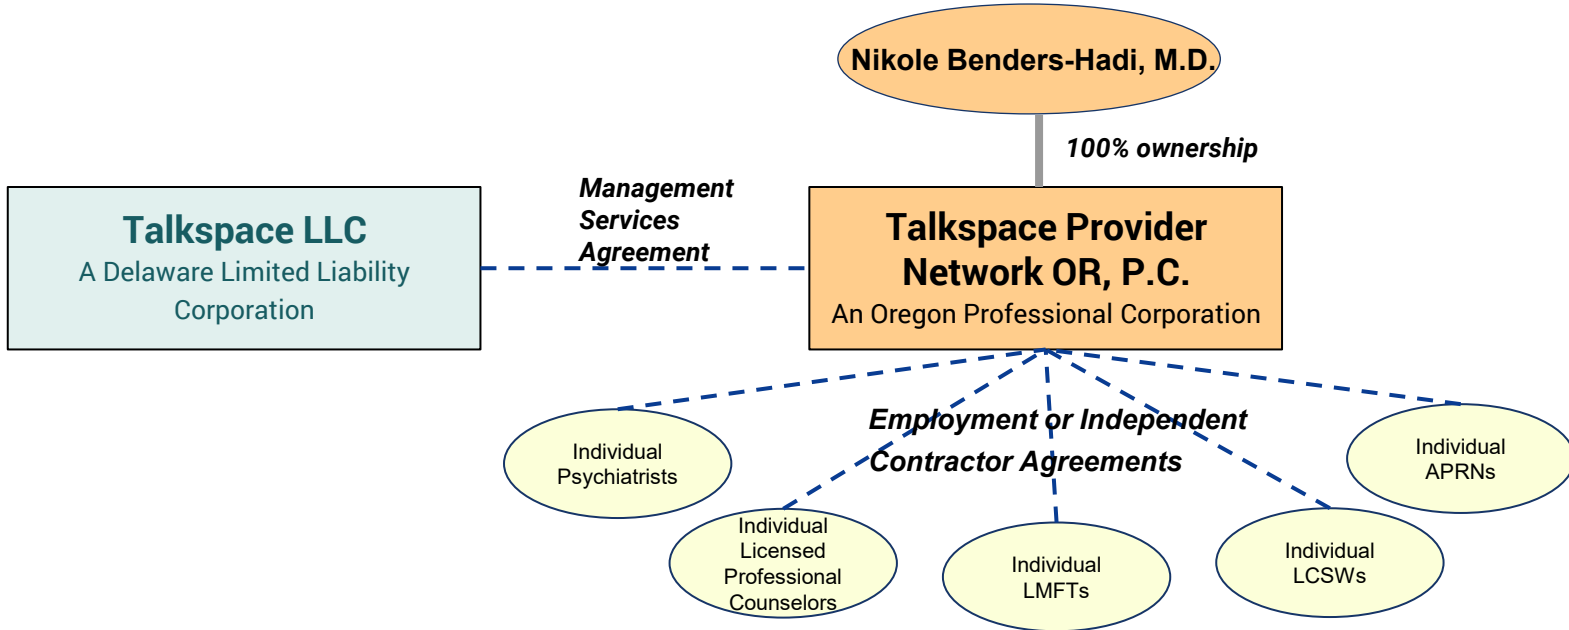 Nikole Benders-Hadi, M.D.
100% ownership
Talkspace LLC
A Delaware Limited Liability
Corporation
Management
Services
Agreement
Talkspace Provider
Network OR, P.C.
An Oregon Professional Corporation
Employment or Independent
Contractor Agreements
Individual
Psychiatrists
Individual
Licensed
Professional
Counselors
Individual
LMFTs
Individual
LCSWs
Individual
APRNs